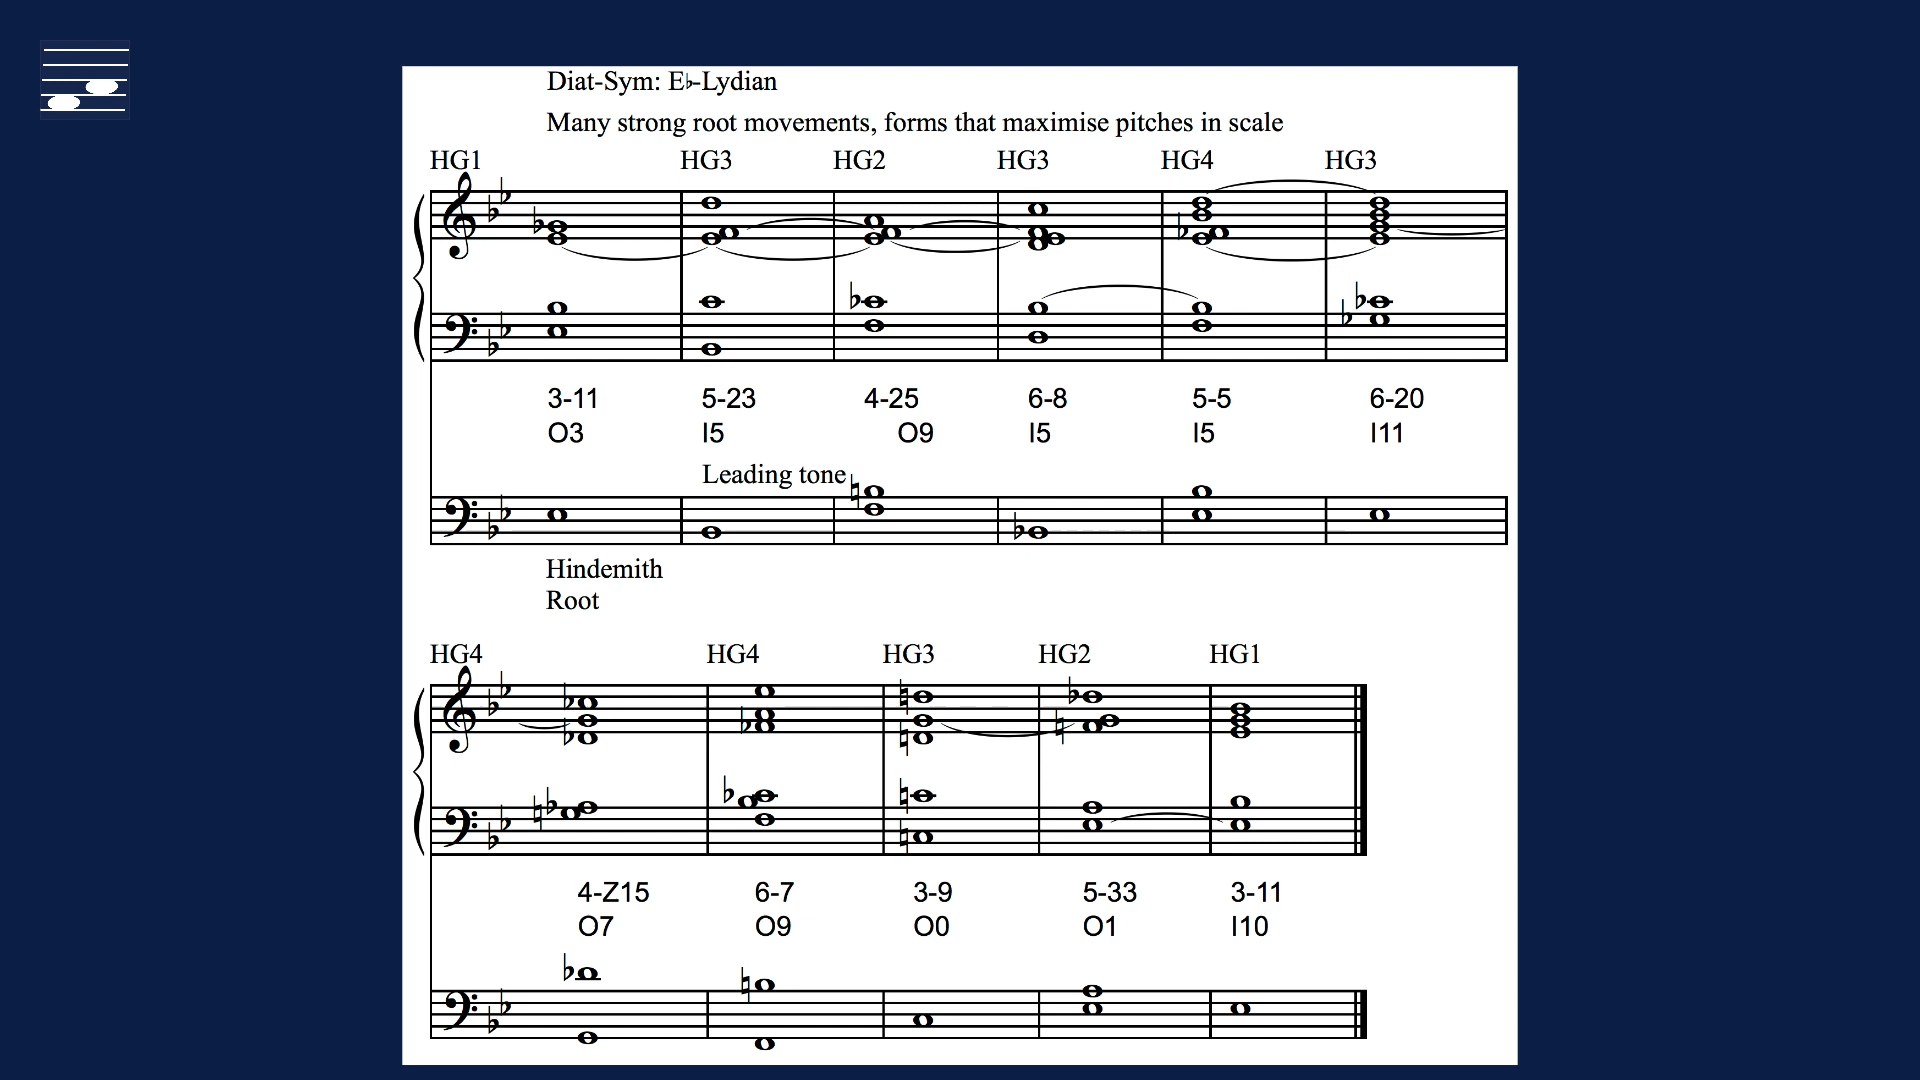 Diat-Sym: E♭-Lydian
Many strong root movements, forms that maximise pitches in scale
HG1 HG3 HG2 HG3 HG4 HG3
3-11 5-23 4-25 6-8 5-5 6-20
O3 I5 O9 I5 I5 I11
Leading tone
Hindemith
Root
HG4 HG4 HG3 HG2 HG1
4-Z15 6-7 3-9 5-33 3-11
O7 O9 O0 O1 I10